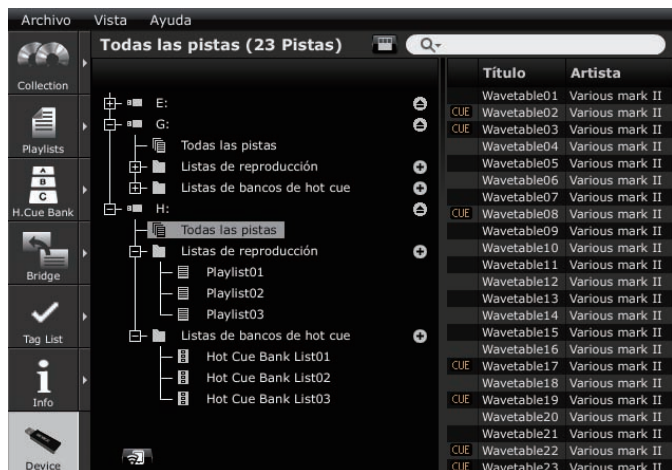 Archivo Vista Ayuda
Todas las pistas (23 Pistas)
Collection
Playlists
A
B
C
H.Cue Bank
Bridge
Tag List
Info
Device
E:
G:
Todas las pistas
Listas de reproducción
Listas de bancos de hot cue
H:
Todas las pistas
Listas de reproducción
Playlist01
Playlist02
Playlist03
Listas de bancos de hot cue
Hot Cue Bank List01
Hot Cue Bank List02
Hot Cue Bank List03
Título Artista
Wavetable01 Various mark II
CUE Wavetable02 Various mark II
CUE Wavetable03 Various mark II
Wavetable04 Various mark II
Wavetable05 Various mark II
Wavetable06 Various mark II
Wavetable07 Various mark II
CUE Wavetable08 Various mark II
Wavetable09 Various mark II
Wavetable10 Various mark II
Wavetable11 Various mark II
Wavetable12 Various mark II
Wavetable13 Various mark II
Wavetable14 Various mark II
Wavetable15 Various mark II
Wavetable16 Various mark II
CUE Wavetable17 Various mark II
Wavetable18 Various mark II
CUE Wavetable19 Various mark II
Wavetable20 Various mark II
Wavetable21 Various mark II
CUE Wavetable22 Various mark II
CUE Wavetable23 Various mark II